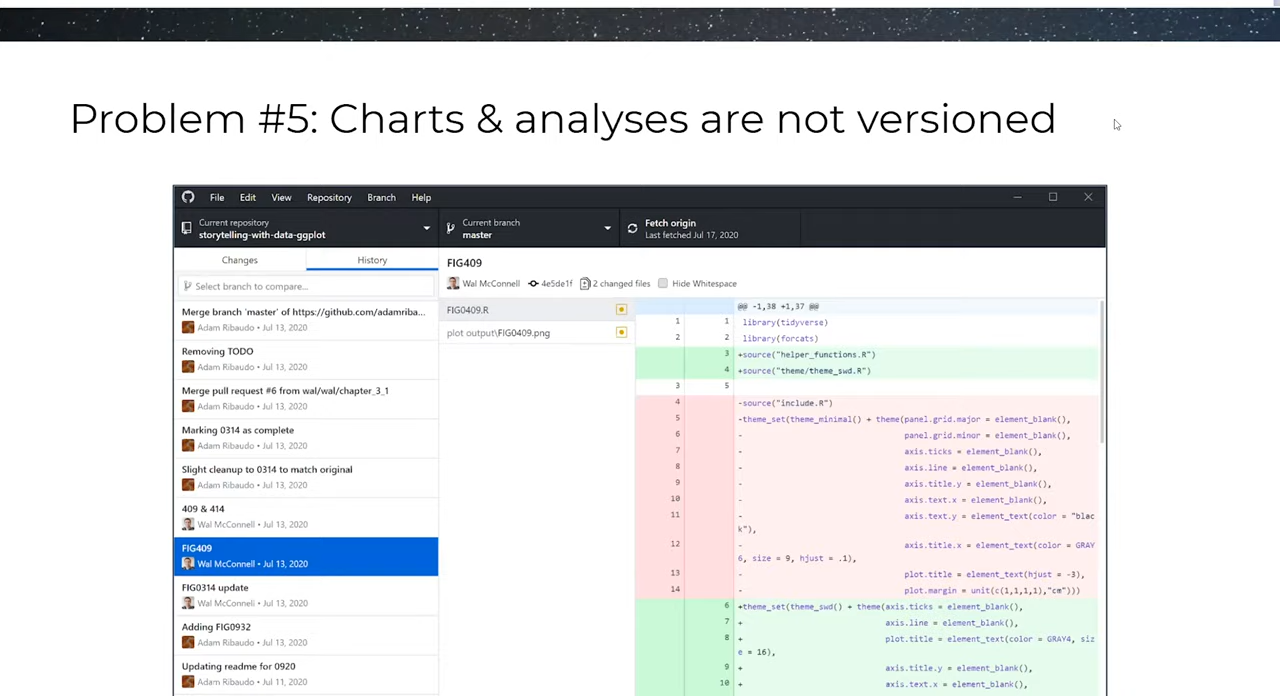 Problem #5: Charts & analyses are not versioned
File Edit View Repository Branch Help
Current repository
storytelling-with-data-ggplot
Current branch
master
Fetch origin
Last fetched Jul 17, 2020
Changes History
Select branch to compare...
Merge branch 'master' of https://github.com/adamriba...
Adam Ribaudo • Jul 13, 2020
Removing TODO
Adam Ribaudo • Jul 13, 2020
Merge pull request #6 from wal/wal/chapter_3_1
Adam Ribaudo • Jul 13, 2020
Marking 0314 as complete
Adam Ribaudo • Jul 13, 2020
Slight cleanup to 0314 to match original
Adam Ribaudo • Jul 13, 2020
409 & 414
Wal McConnell • Jul 13, 2020
FIG409
Wal McConnell • Jul 13, 2020
FIG0314 update
Wal McConnell • Jul 13, 2020
Adding FIG0932
Adam Ribaudo • Jul 13, 2020
Updating readme for 0920
Adam Ribaudo • Jul 11, 2020
FIG409
Wal McConnell 4e5de1f 2 changed files Hide Whitespace
FIG0409.R
plot output\FIG0409.png
@@ -1,38 +1,37 @@
1 1 library(tidyverse)
2 2 library(forcats)
3 +source("helper_functions.R")
4 +source("theme/theme_swd.R")
3 5
4 -source("include.R")
5 -theme_set(theme_minimal() + theme(panel.grid.major = element_blank(),
6 - panel.grid.minor = element_blank(),
7 - axis.ticks = element_blank(),
8 - axis.line = element_blank(),
9 - axis.title.y = element_blank(),
10 - axis.text.x = element_blank(),
11 - axis.text.y = element_text(color = "blac
k"),
12 - axis.title.x = element_text(color = GRAY
6, size = 9, hjust = .1),
13 - plot.title = element_text(hjust = -3),
14 - plot.margin = unit(c(1,1,1,1),"cm")))
6 +theme_set(theme_swd() + theme(axis.ticks = element_blank(),
7 + axis.line = element_blank(),
8 + plot.title = element_text(color = GRAY4, siz
e = 16),
9 + axis.title.y = element_blank(),
10 + axis.text.x = element_blank(),